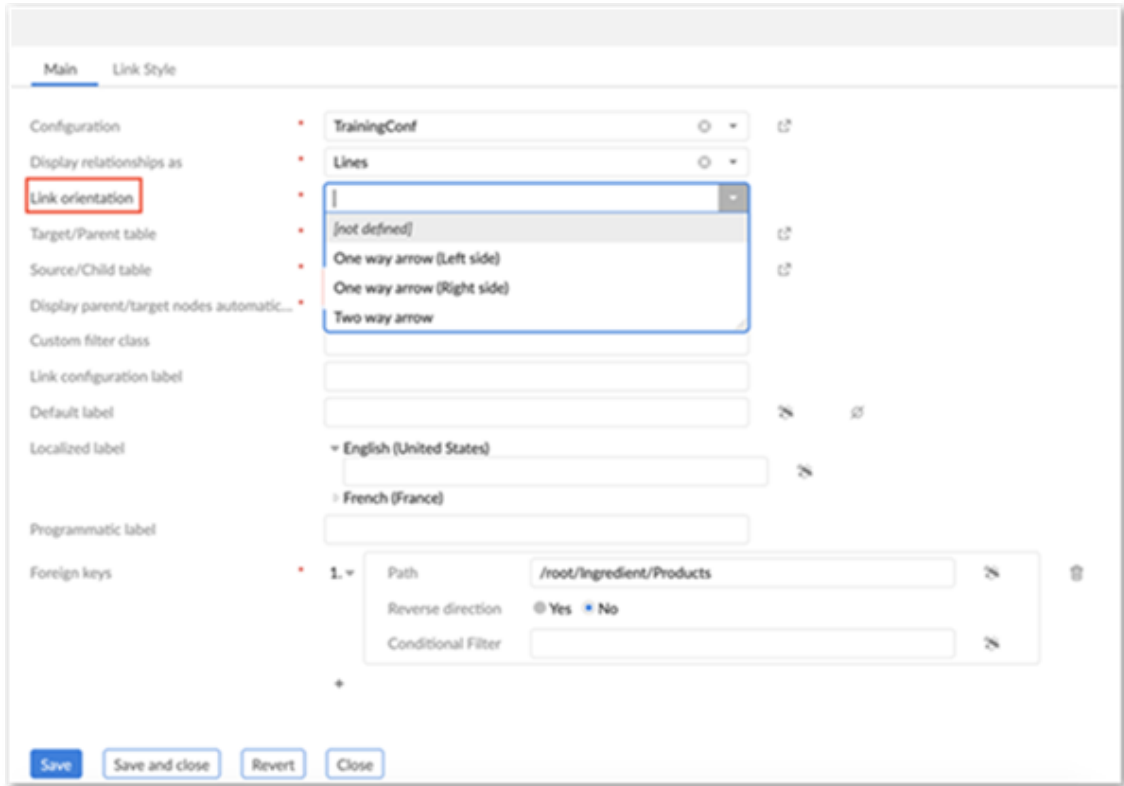 Main Link Style
Configuration * TrainingConf
Display relationships as * Lines
Link orientation *
[not defined]
Target/Parent table *
One way arrow (Left side)
Source/Child table *
One way arrow (Right side)
Display parent/target nodes automatic... *
Two way arrow
Custom filter class
Link configuration label
Default label
Localized label English (United States)
French (France)
Programmatic label
Foreign keys * 1. Path /root/Ingredient/Products
Reverse direction Yes No
Conditional Filter
+
Save Save and close Revert Close